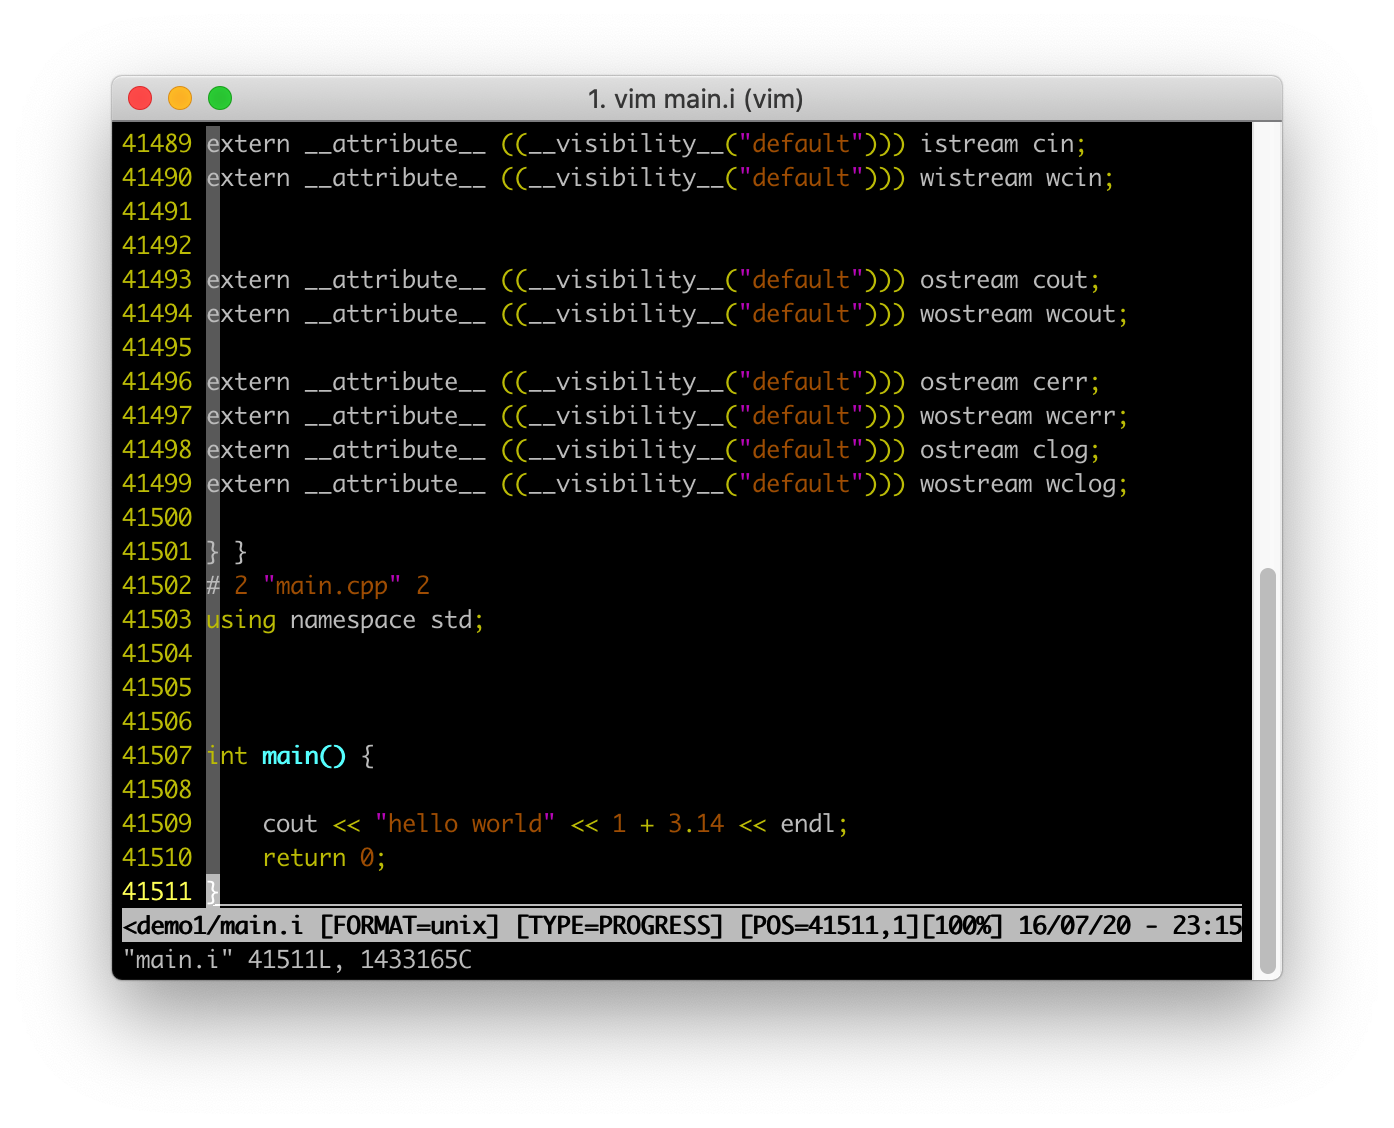 1. vim main.i (vim)
41489 extern __attribute__ ((__visibility__("default"))) istream cin;
41490 extern __attribute__ ((__visibility__("default"))) wistream wcin;
41491
41492
41493 extern __attribute__ ((__visibility__("default"))) ostream cout;
41494 extern __attribute__ ((__visibility__("default"))) wostream wcout;
41495
41496 extern __attribute__ ((__visibility__("default"))) ostream cerr;
41497 extern __attribute__ ((__visibility__("default"))) wostream wcerr;
41498 extern __attribute__ ((__visibility__("default"))) ostream clog;
41499 extern __attribute__ ((__visibility__("default"))) wostream wclog;
41500
41501 } }
41502 # 2 "main.cpp" 2
41503 using namespace std;
41504
41505
41506
41507 int main() {
41508
41509     cout << "hello world" << 1 + 3.14 << endl;
41510     return 0;
41511 }
<demo1/main.i [FORMAT=unix] [TYPE=PROGRESS] [POS=41511,1][100%] 16/07/20 - 23:15
"main.i" 41511L, 1433165C